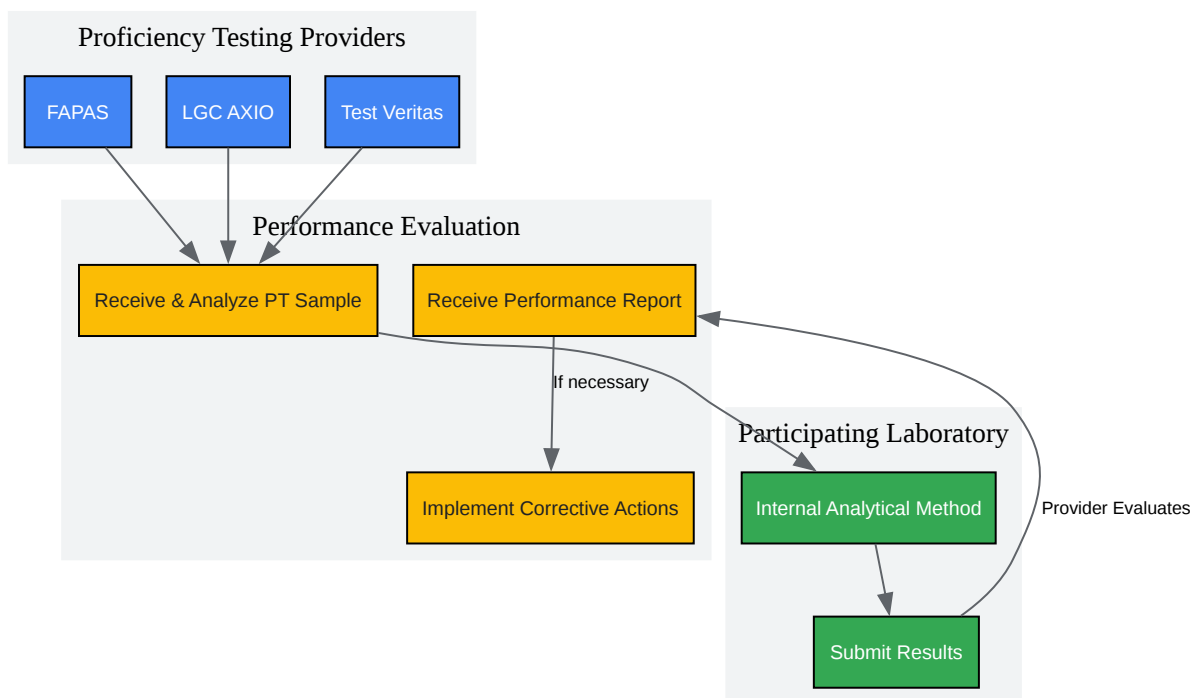 Proficiency Testing Providers
FAPAS
LGC AXIO
Test Veritas
Performance Evaluation
Receive & Analyze PT Sample
Receive Performance Report
If necessary
Participating Laboratory
Implement Corrective Actions
Internal Analytical Method
Provider Evaluates
Submit Results